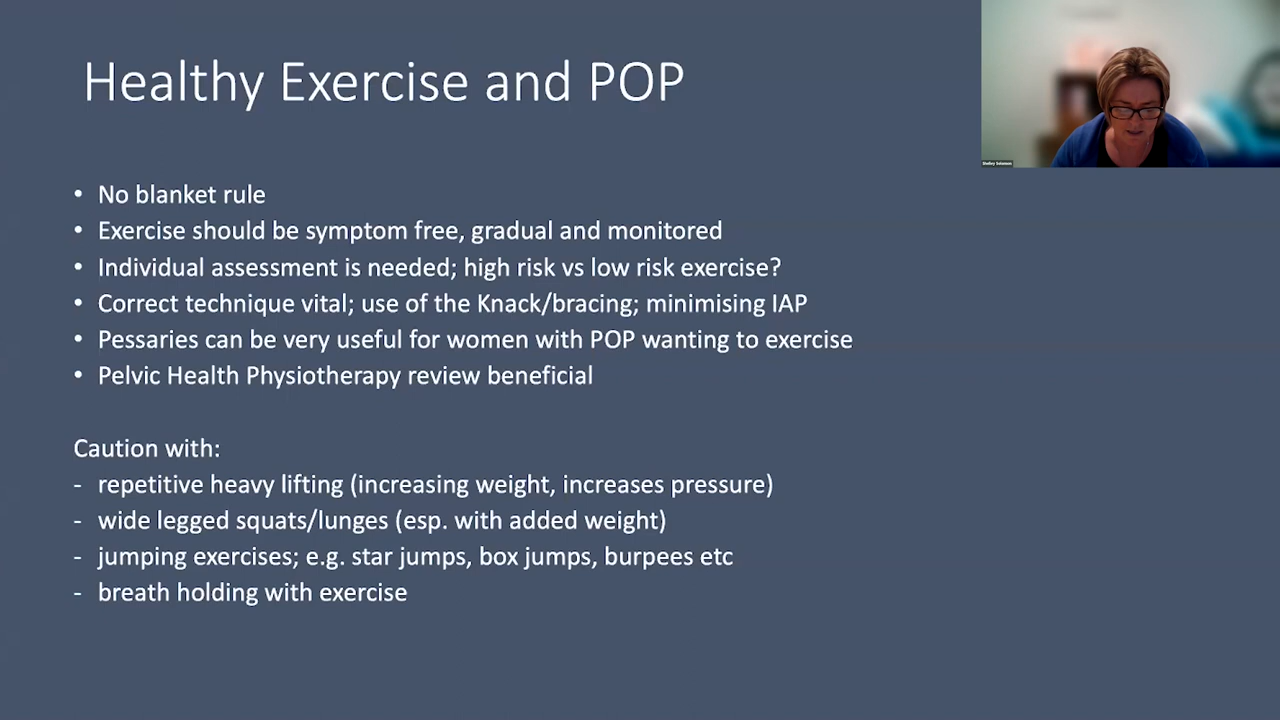 Healthy Exercise and POP
• No blanket rule
• Exercise should be symptom free, gradual and monitored
• Individual assessment is needed; high risk vs low risk exercise?
• Correct technique vital; use of the Knack/bracing; minimising IAP
• Pessaries can be very useful for women with POP wanting to exercise
• Pelvic Health Physiotherapy review beneficial
Caution with:
- repetitive heavy lifting (increasing weight, increases pressure)
- wide legged squats/lunges (esp. with added weight)
- jumping exercises; e.g. star jumps, box jumps, burpees etc
- breath holding with exercise